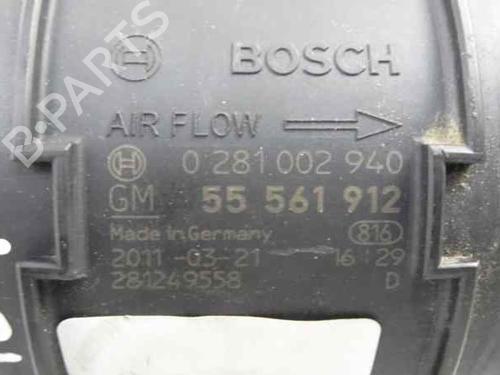 BOSCH
AIR FLOW
0 281 002 940
GM 55 561 912
Made in Germany 816
2011-03-21 16:29
281249558 D
B-PARTS